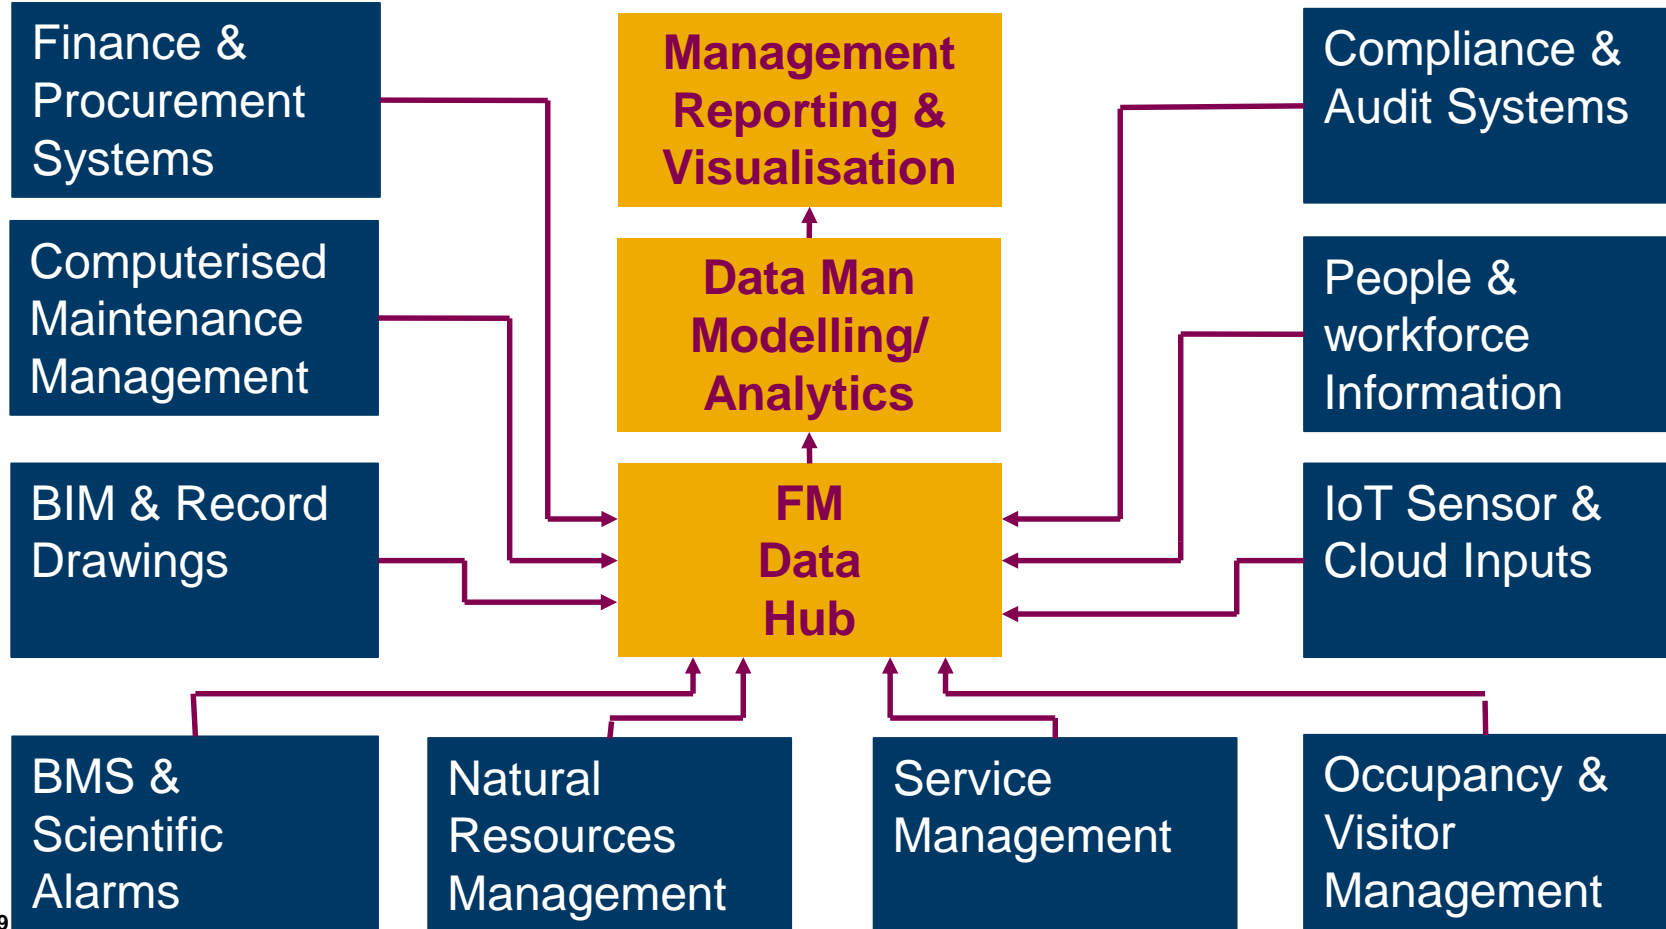 Finance &
Procurement
Systems
Management
Reporting &
Visualisation
Compliance &
Audit Systems
Computerised
Maintenance
Management
Data Man
Modelling/
Analytics
People &
workforce
Information
BIM & Record
Drawings
FM
Data
Hub
IoT Sensor &
Cloud Inputs
BMS &
Scientific
Alarms
Natural
Resources
Management
Service
Management
Occupancy &
Visitor
Management
9